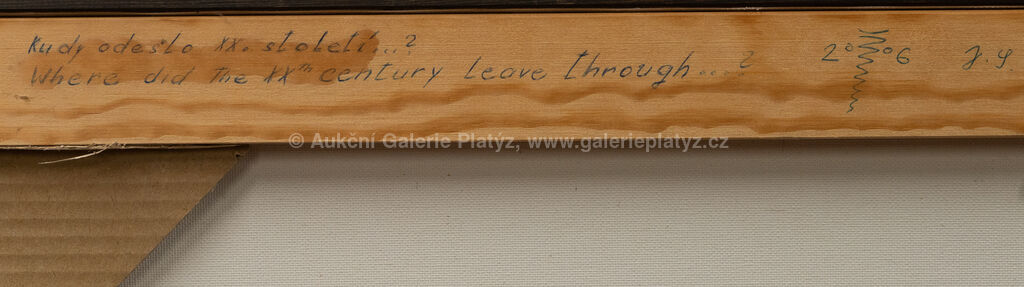 Kudy odešlo XX. století...?
Where did The XXth century Leave through....? 2006 J.S.
© Aukční Galerie Platýz, www.galerieplatyz.cz